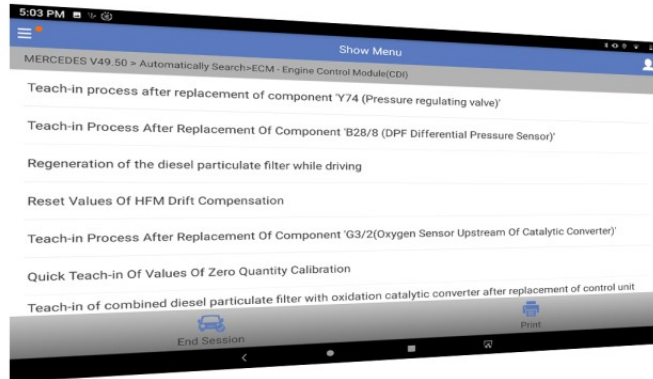 5:03 PM
Show Menu
MERCEDES V49.50 > Automatically Search>ECM - Engine Control Module(CDI)
Teach-in process after replacement of component 'Y74 (Pressure regulating valve)'
Teach-in Process After Replacement Of Component 'B28/8 (DPF Differential Pressure Sensor)'
Regeneration of the diesel particulate filter while driving
Reset Values Of HFM Drift Compensation
Teach-in Process After Replacement Of Component 'G3/2(Oxygen Sensor Upstream Of Catalytic Converter)'
Quick Teach-in Of Values Of Zero Quantity Calibration
Teach-in of combined diesel particulate filter with oxidation catalytic converter after replacement of control unit
End Session
Print